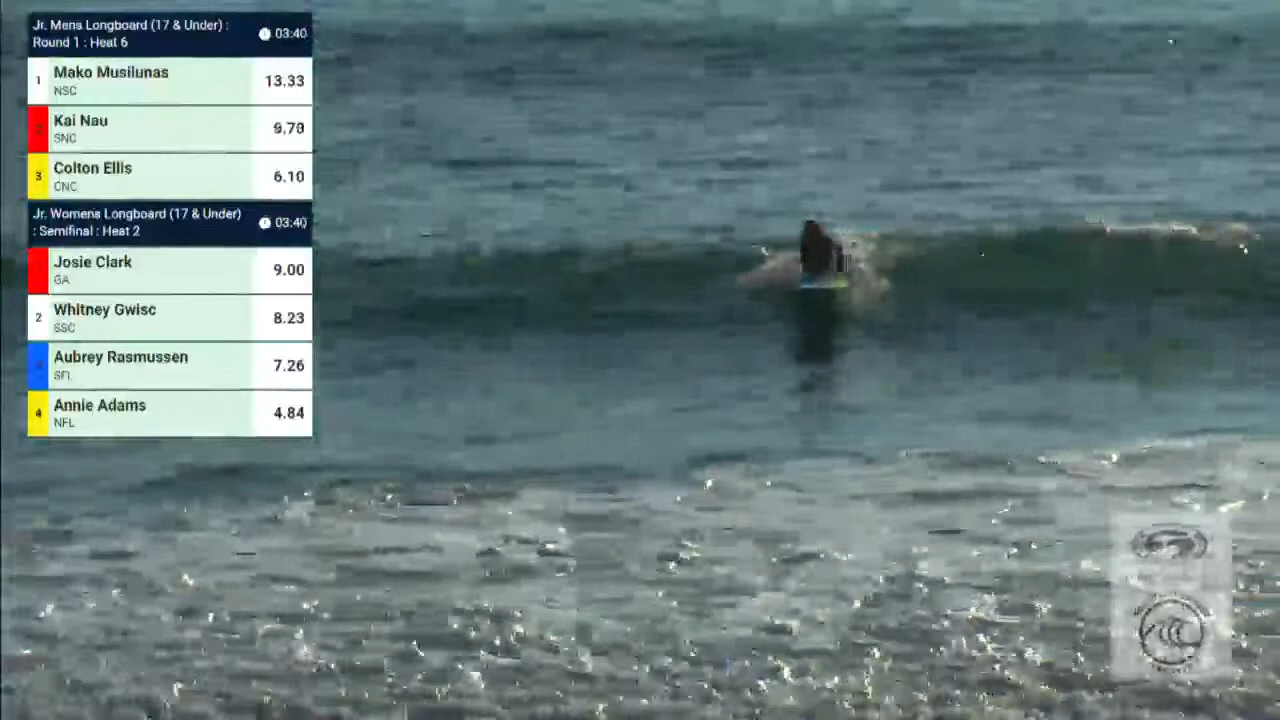 Jr. Mens Longboard (17 & Under) :
Round 1 : Heat 6
03:40
1
Mako Musilunas
13.33
NSC
2
Kai Nau
9.70
SNC
3
Colton Ellis
6.10
CNC
Jr. Womens Longboard (17 & Under)
: Semifinal : Heat 2
03:40
Josie Clark
9.00
GA
2
Whitney Gwisc
8.23
SSC
Aubrey Rasmussen
7.26
SFL
4
Annie Adams
4.84
NFL